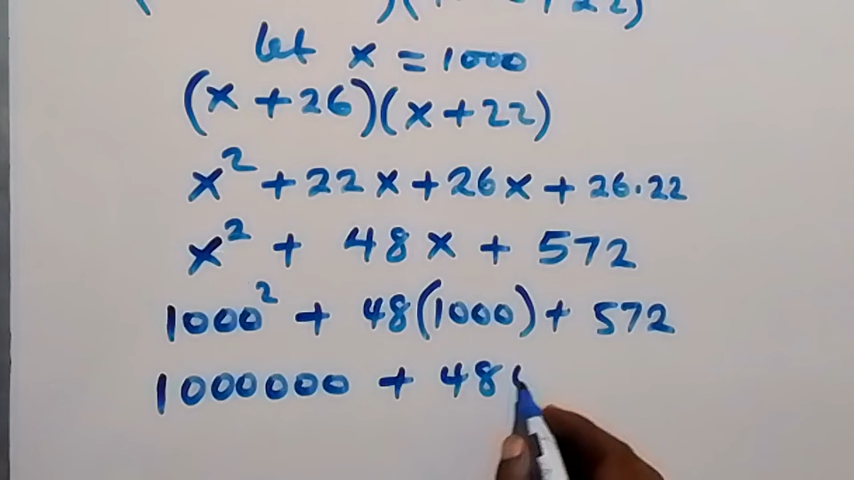 let x = 1000
(x + 26)(x + 22)
x² + 22x + 26x + 26.22
x² + 48x + 572
1000² + 48(1000) + 572
1000000 + 48